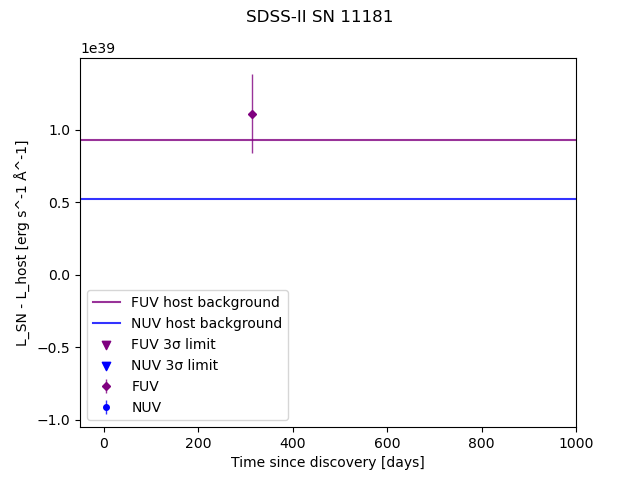 SDSS-II SN 11181
1e39
1.0
0.5
0.0
−0.5
−1.0
L_SN - L_host [erg s^-1 Å^-1]
FUV host background
NUV host background
FUV 3σ limit
NUV 3σ limit
FUV
NUV
0 200 400 600 800 1000
Time since discovery [days]